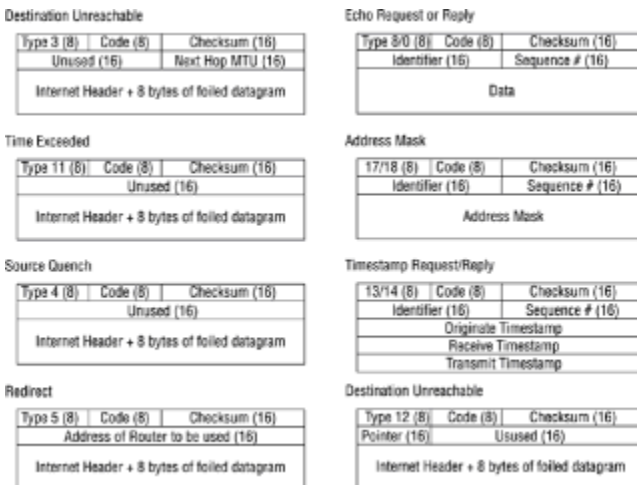 Destination Unreachable
Type 3 (8) Code (8) Checksum (16)
Unused (16) Next Hop MTU (16)
Internet Header + 8 bytes of foiled datagram
Time Exceeded
Type 11 (8) Code (8) Checksum (16)
Unused (16)
Internet Header + 8 bytes of foiled datagram
Source Quench
Type 4 (8) Code (8) Checksum (16)
Unused (16)
Internet Header + 8 bytes of foiled datagram
Redirect
Type 5 (8) Code (8) Checksum (16)
Address of Router to be used (16)
Internet Header + 8 bytes of foiled datagram
Echo Request or Reply
Type 8/0 (8) Code (8) Checksum (16)
Identifier (16) Sequence # (16)
Data
Address Mask
17/18 (8) Code (8) Checksum (16)
Identifier (16) Sequence # (16)
Address Mask
Timestamp Request/Reply
13/14 (8) Code (8) Checksum (16)
Identifier (16) Sequence # (16)
Originate Timestamp
Receive Timestamp
Transmit Timestamp
Destination Unreachable
Type 12 (8) Code (8) Checksum (16)
Pointer (16) Usused (16)
Internet Header + 8 bytes of foiled datagram